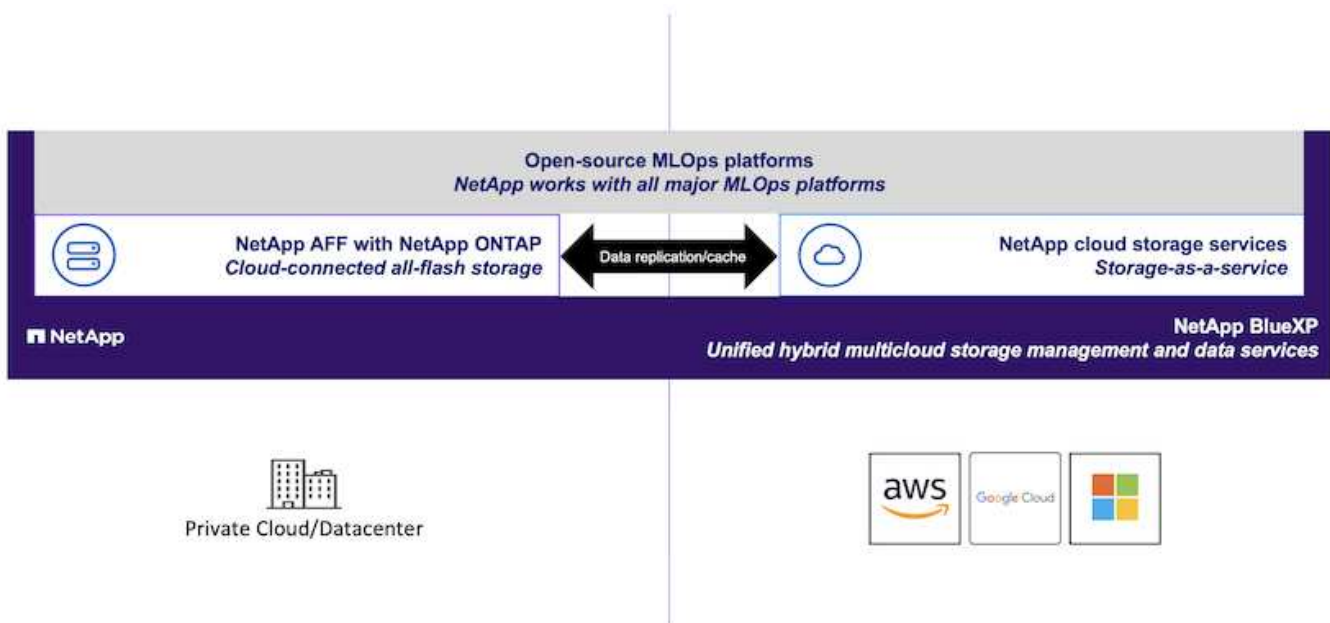 Open-source MLOps platforms
NetApp works with all major MLOps platforms
NetApp AFF with NetApp ONTAP
Cloud-connected all-flash storage
Data replication/cache
NetApp cloud storage services
Storage-as-a-service
NetApp
NetApp BlueXP
Unified hybrid multicloud storage management and data services
Private Cloud/Datacenter
aws
Google Cloud